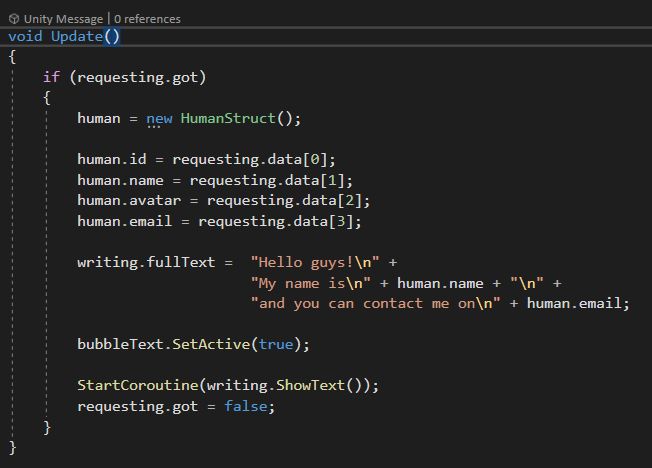 Unity Message | 0 references
void Update()
{
if (requesting.got)
{
human = new HumanStruct();
human.id = requesting.data[0];
human.name = requesting.data[1];
human.avatar = requesting.data[2];
human.email = requesting.data[3];
writing.fullText =  "Hello guys!\n" +
"My name is\n" + human.name + "\n" +
"and you can contact me on\n" + human.email;
bubbleText.SetActive(true);
StartCoroutine(writing.ShowText());
requesting.got = false;
}
}